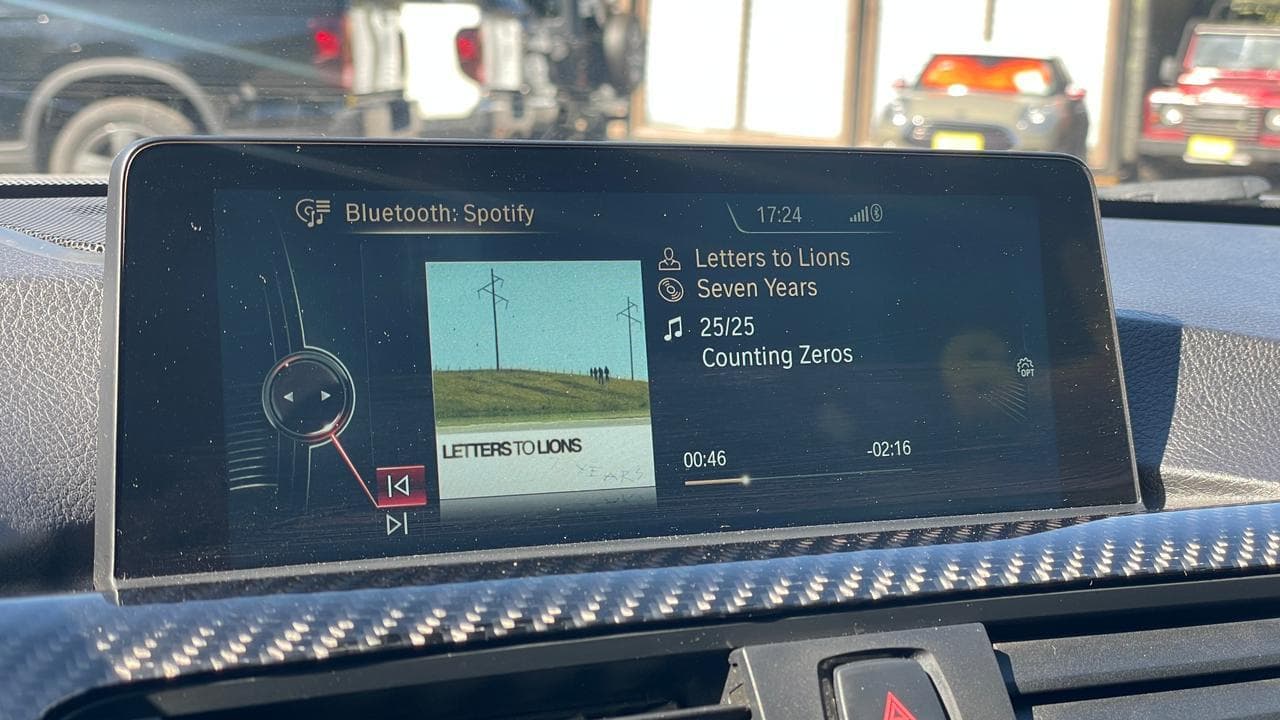 Bluetooth: Spotify
17:24
Letters to Lions
Seven Years
25/25
Counting Zeros
OPT
LETTERS TO LIONS
YEARS
00:46
-02:16